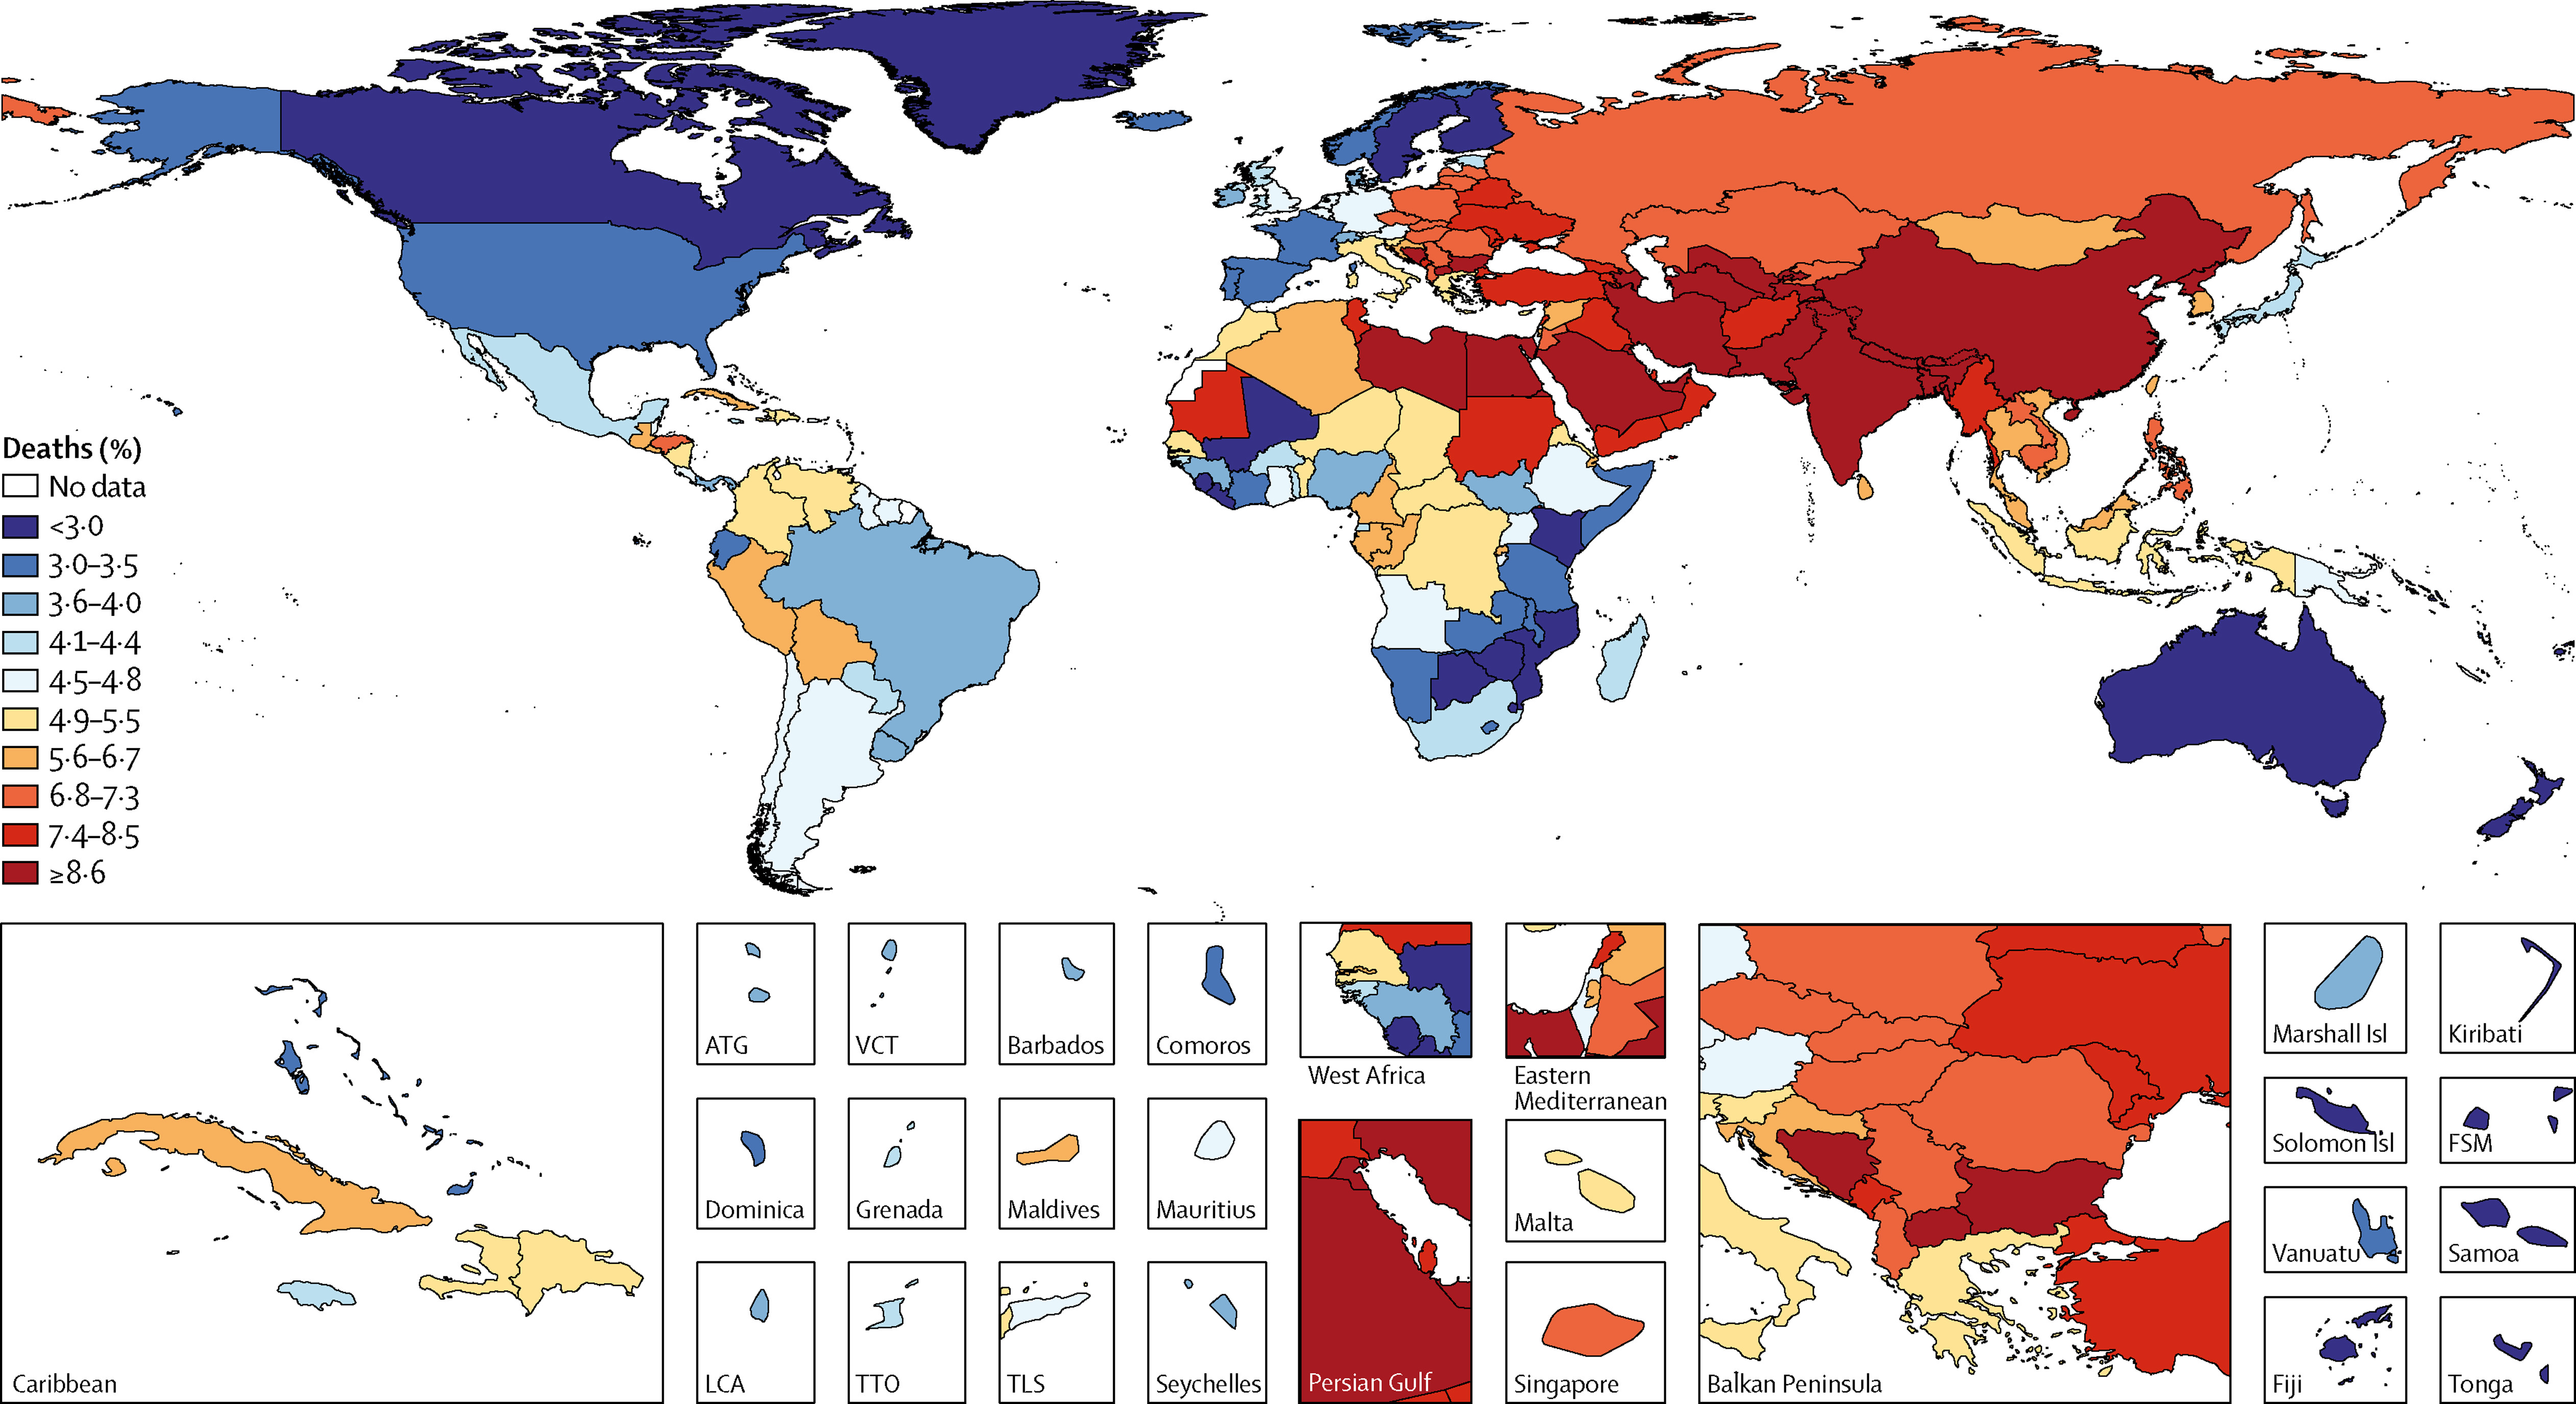 Deaths (%)
No data
<3·0
3·0–3·5
3·6–4·0
4·1–4·4
4·5–4·8
4·9–5·5
5·6–6·7
6·8–7·3
7·4–8·5
≥8·6
Caribbean
ATG
VCT
Barbados
Comoros
Dominica
Grenada
Maldives
Mauritius
LCA
TTO
TLS
Seychelles
West Africa
Eastern
Mediterranean
Persian Gulf
Malta
Singapore
Balkan Peninsula
Marshall Isl
Kiribati
Solomon Isl
FSM
Vanuatu
Samoa
Fiji
Tonga